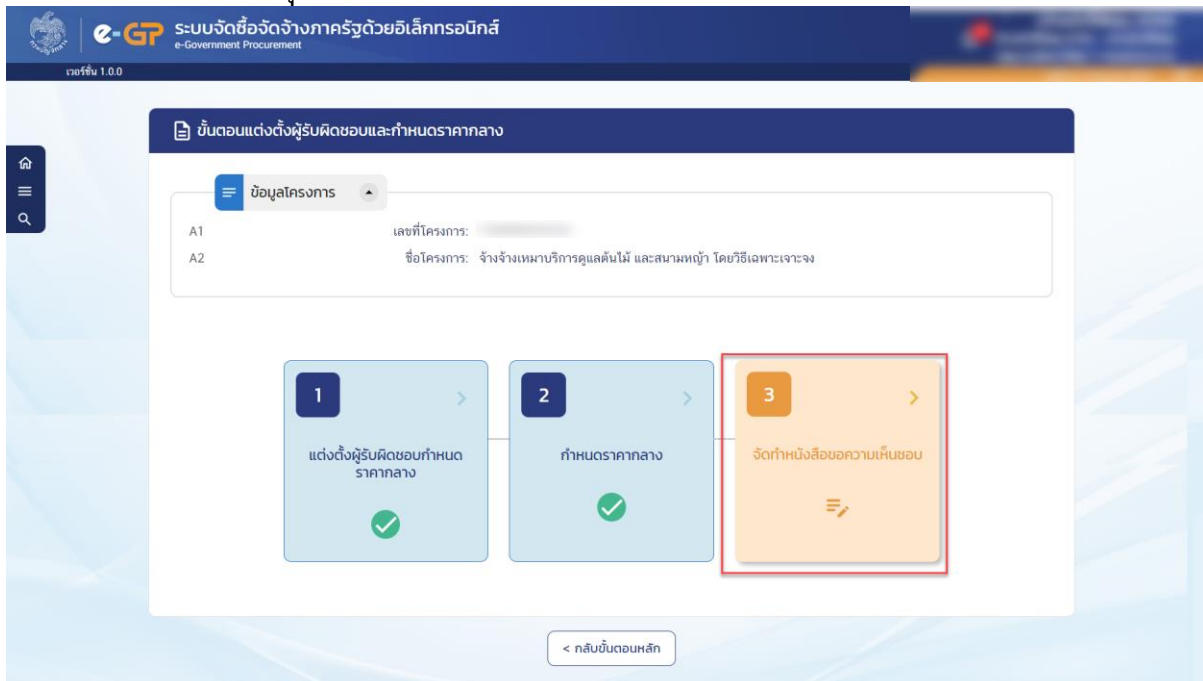 e-GP
ระบบจัดซื้อจัดจ้างภาครัฐด้วยอิเล็กทรอนิกส์
e-Government Procurement
เวอร์ชั่น 1.0.0
ขั้นตอนแต่งตั้งผู้รับผิดชอบและกำหนดราคากลาง
ข้อมูลโครงการ
A1 เลขที่โครงการ:
A2 ชื่อโครงการ: จ้างจ้างเหมาบริการดูแลต้นไม้ และสนามหญ้า โดยวิธีเฉพาะเจาะจง
1
แต่งตั้งผู้รับผิดชอบกำหนด
ราคากลาง
2
กำหนดราคากลาง
3
จัดทำหนังสือขอความเห็นชอบ
< กลับขั้นตอนหลัก